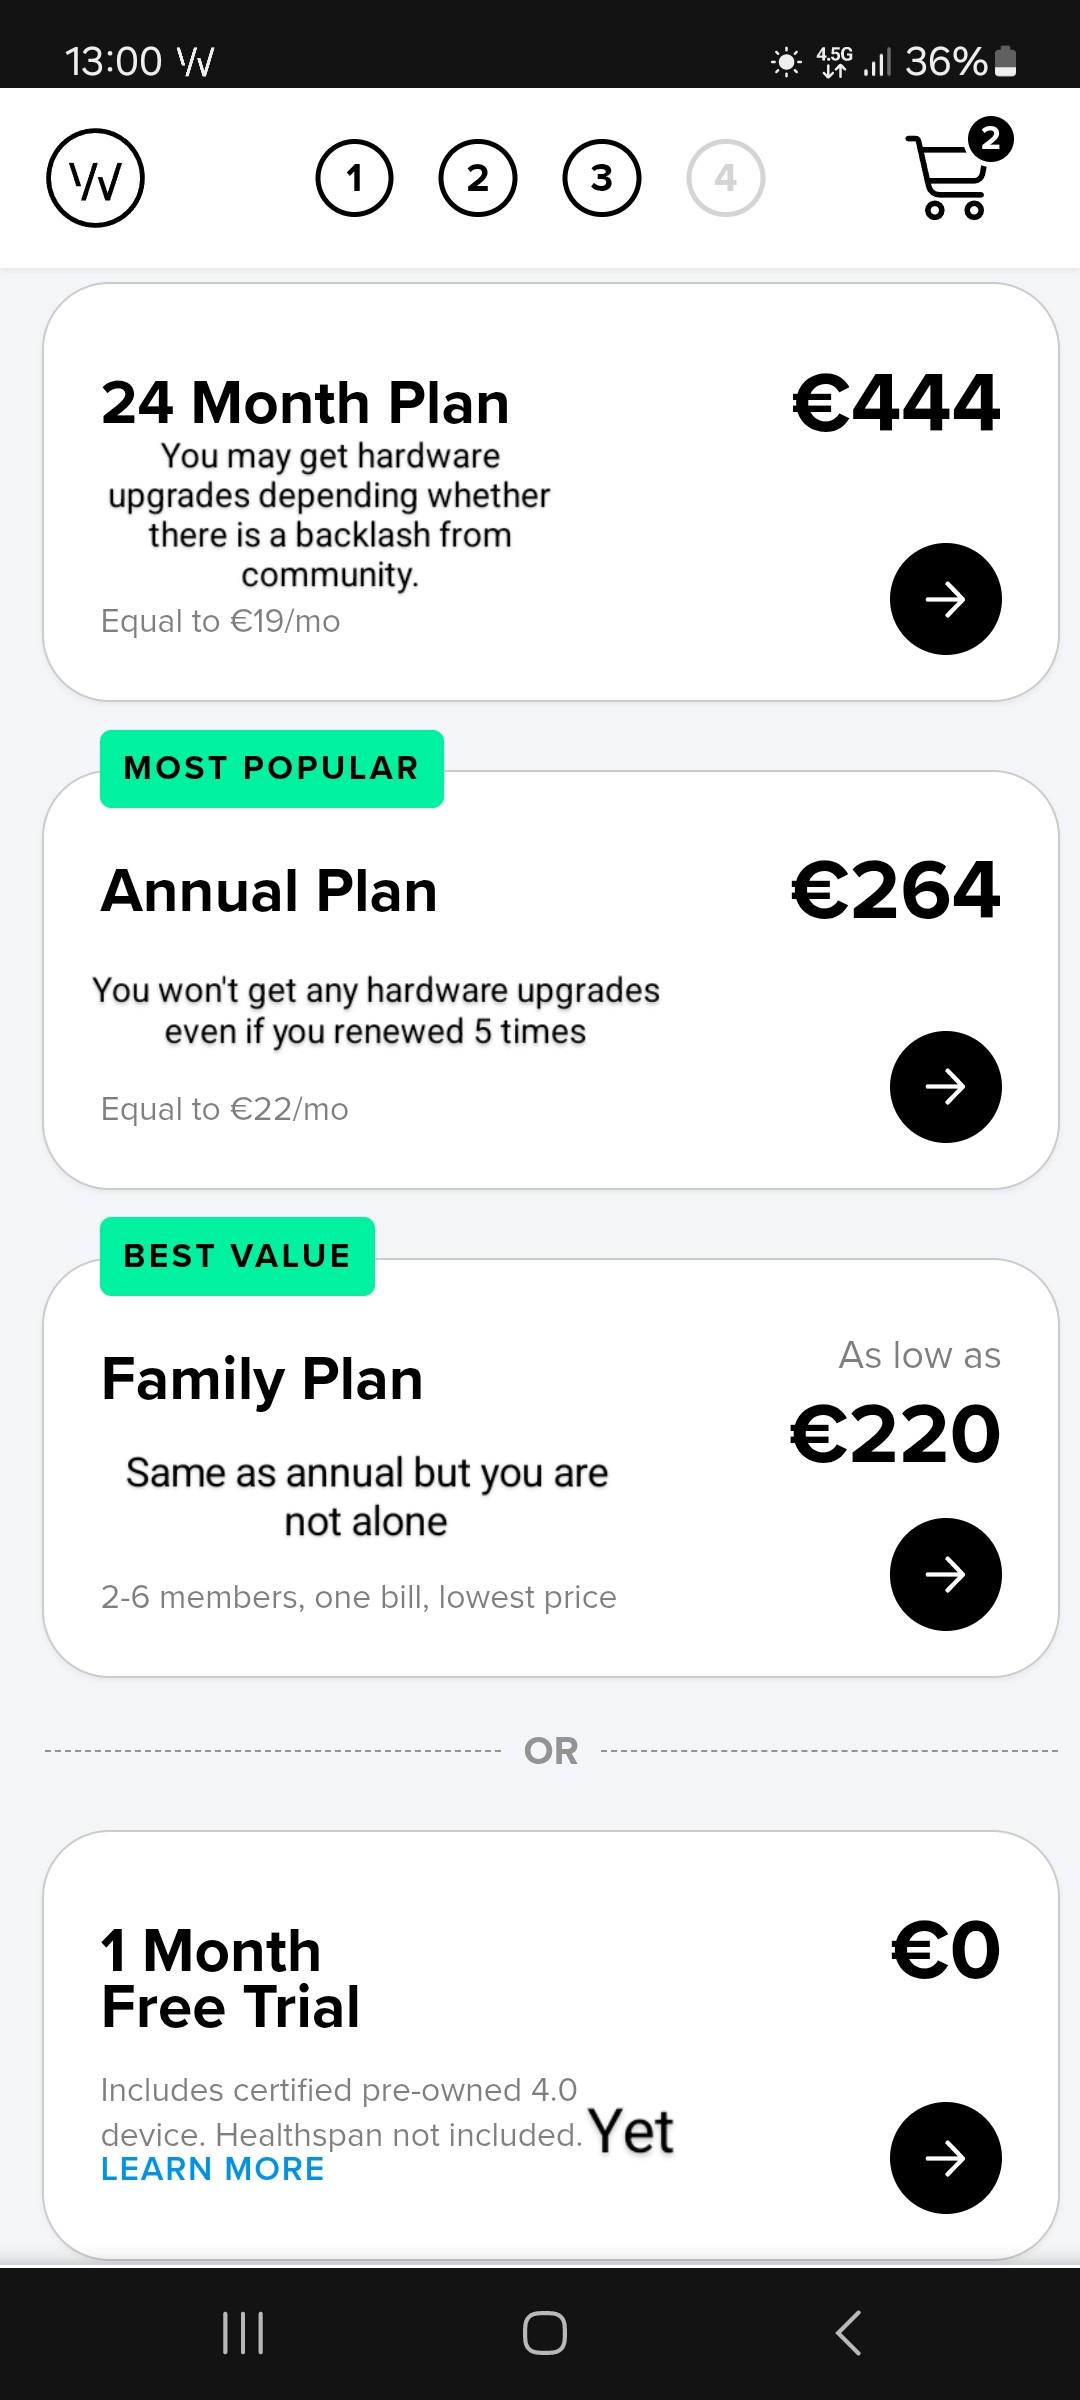 13:00
4.5G
36%
1 2 3 4
2
24 Month Plan
€444
You may get hardware
upgrades depending whether
there is a backlash from
community.
Equal to €19/mo
MOST POPULAR
Annual Plan
€264
You won't get any hardware upgrades
even if you renewed 5 times
Equal to €22/mo
BEST VALUE
Family Plan
As low as
€220
Same as annual but you are
not alone
2-6 members, one bill, lowest price
OR
1 Month
Free Trial
€0
Includes certified pre-owned 4.0
device. Healthspan not included. Yet
LEARN MORE